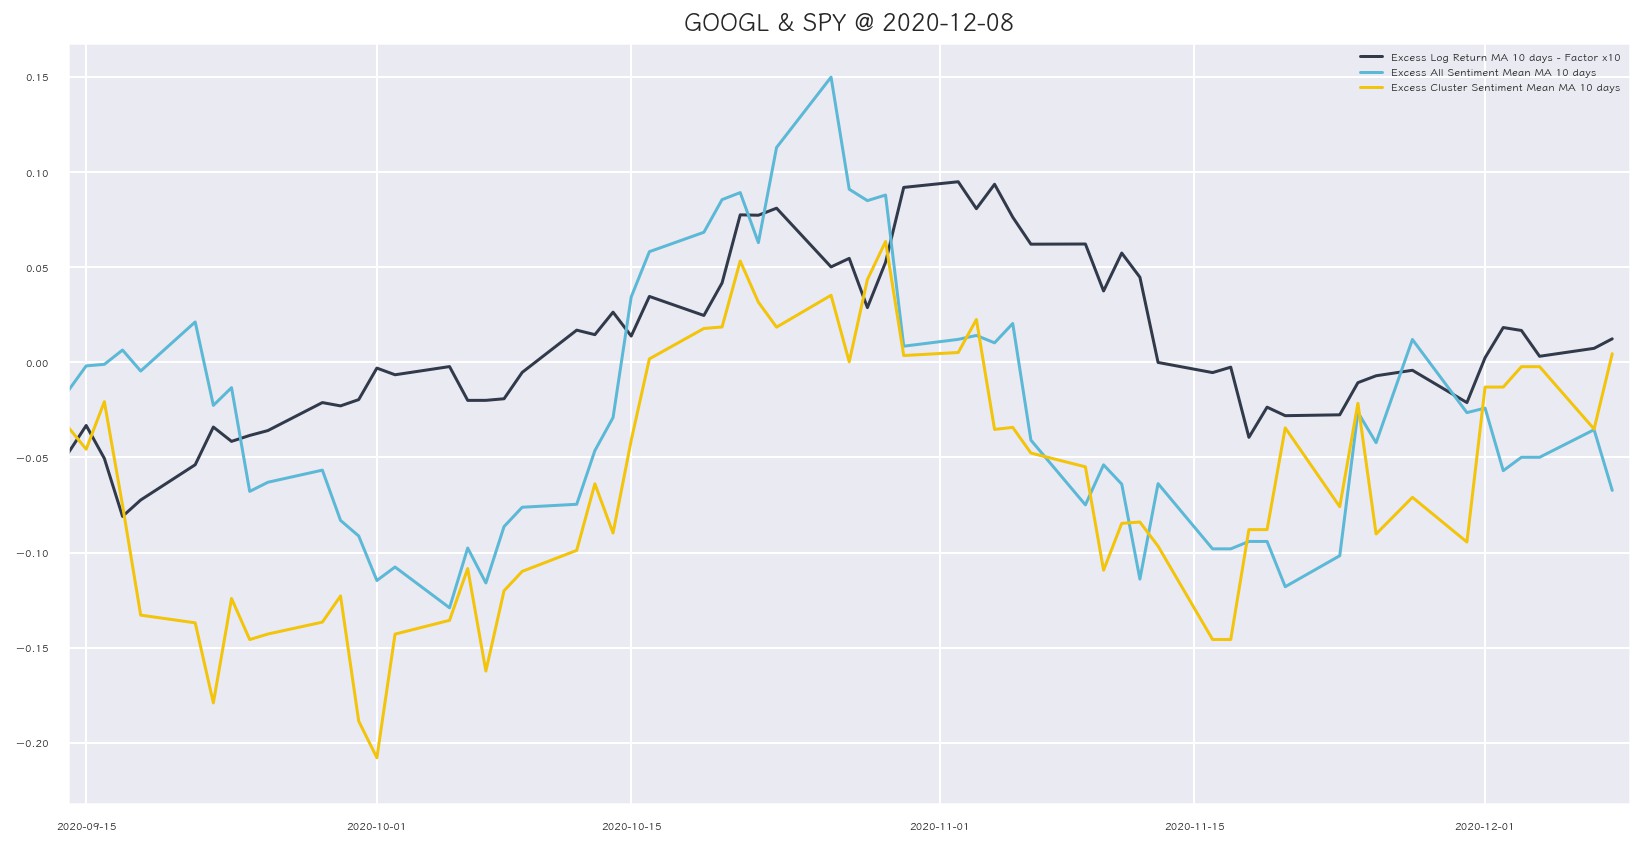 GOOGL & SPY @ 2020-12-08
Excess Log Return MA 10 days - Factor x10
Excess All Sentiment Mean MA 10 days
Excess Cluster Sentiment Mean MA 10 days
0.15
0.10
0.05
0.00
−0.05
−0.10
−0.15
−0.20
2020-09-15 2020-10-01 2020-10-15 2020-11-01 2020-11-15 2020-12-01